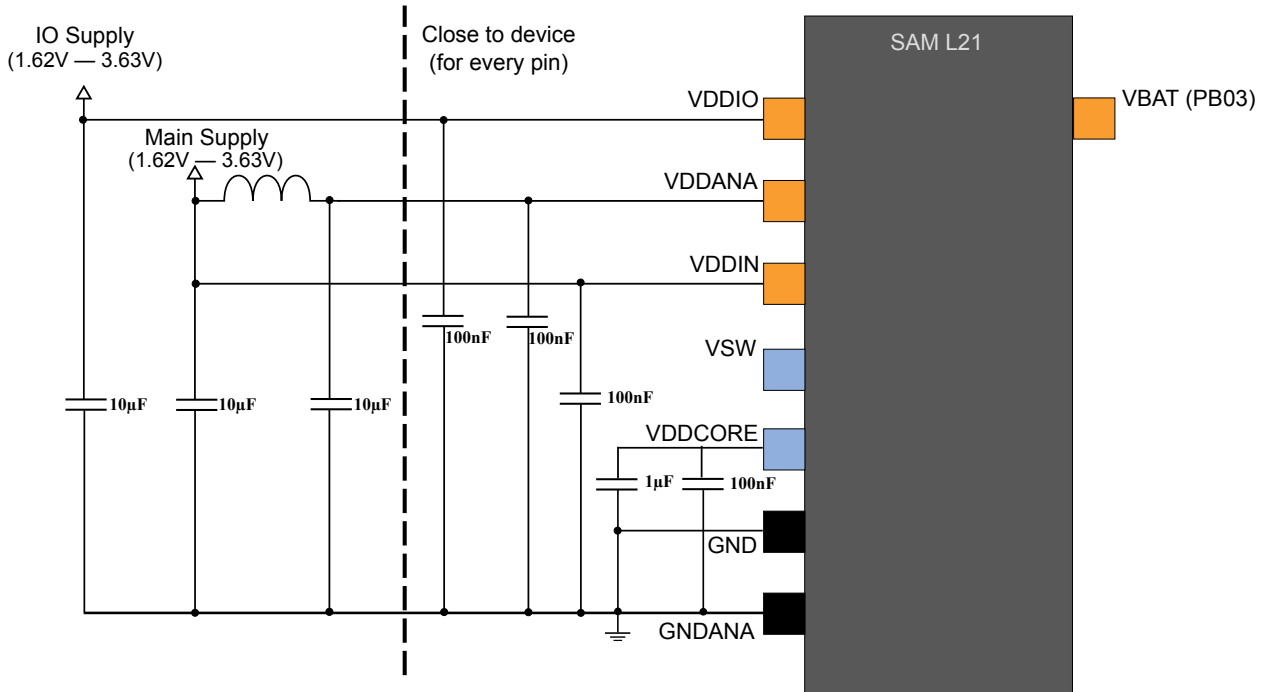 IO Supply
(1.62V — 3.63V)
Close to device
(for every pin)
SAM L21
VDDIO
VBAT (PB03)
Main Supply
(1.62V — 3.63V)
VDDANA
VDDIN
100nF
100nF
VSW
10µF
10µF
10µF
100nF
VDDCORE
1µF
100nF
GND
GNDANA